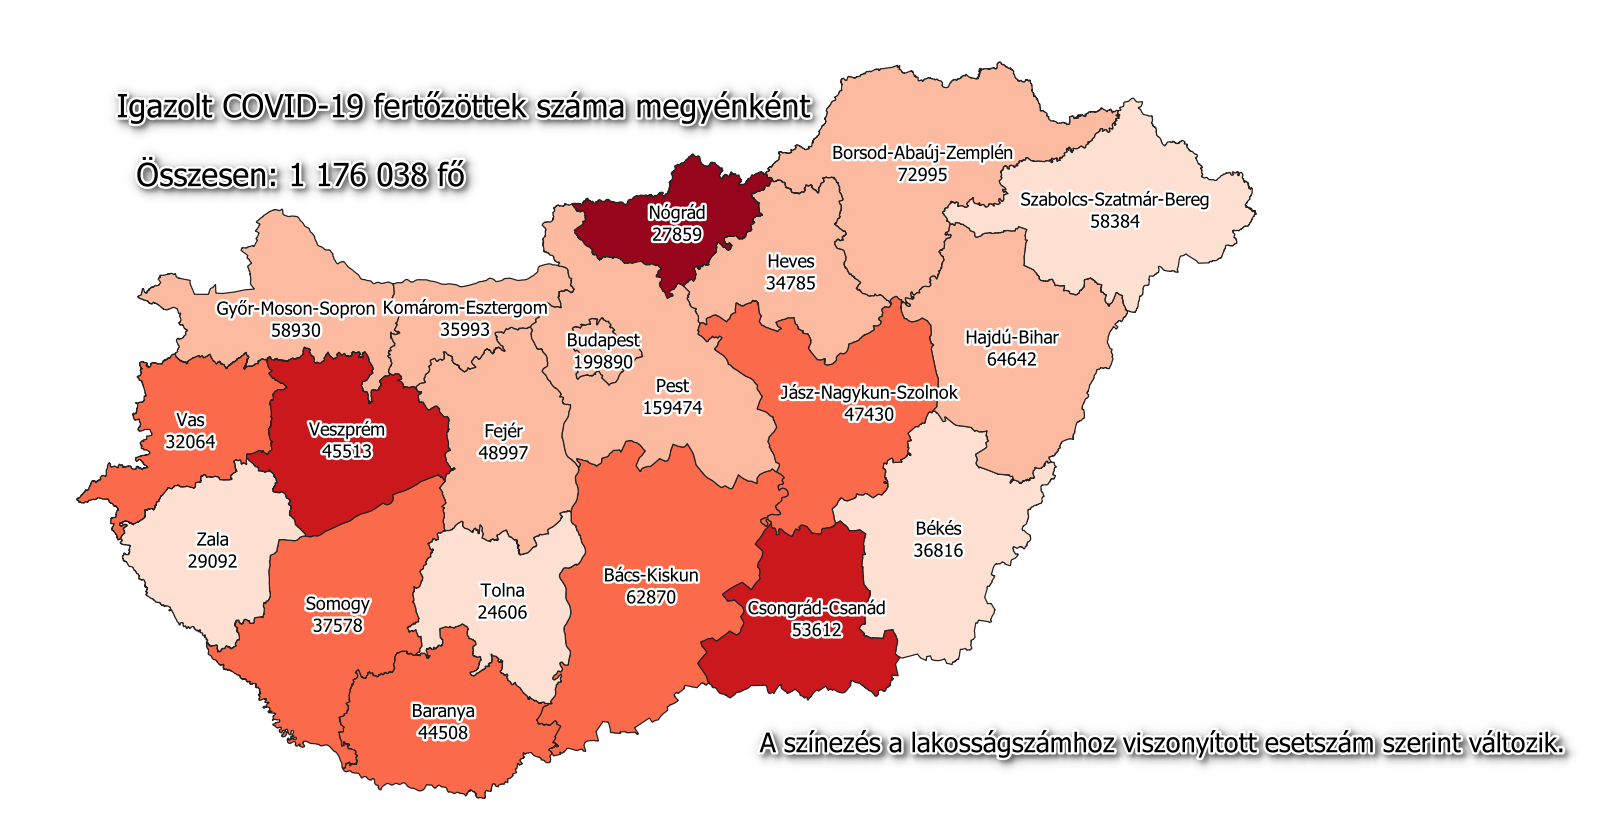 Igazolt COVID-19 fertőzöttek száma megyénként
Összesen: 1 176 038 fő
Borsod-Abaúj-Zemplén
72995
Szabolcs-Szatmár-Bereg
58384
Nógrád
27859
Heves
34785
Győr-Moson-Sopron
58930
Komárom-Esztergom
35993
Budapest
199890
Hajdú-Bihar
64642
Pest
159474
Jász-Nagykun-Szolnok
47430
Vas
32064
Veszprém
45513
Fejér
48997
Zala
29092
Békés
36816
Bács-Kiskun
62870
Tolna
24606
Somogy
37578
Csongrád-Csanád
53612
Baranya
44508
A színezés a lakosságszámhoz viszonyított esetszám szerint változik.